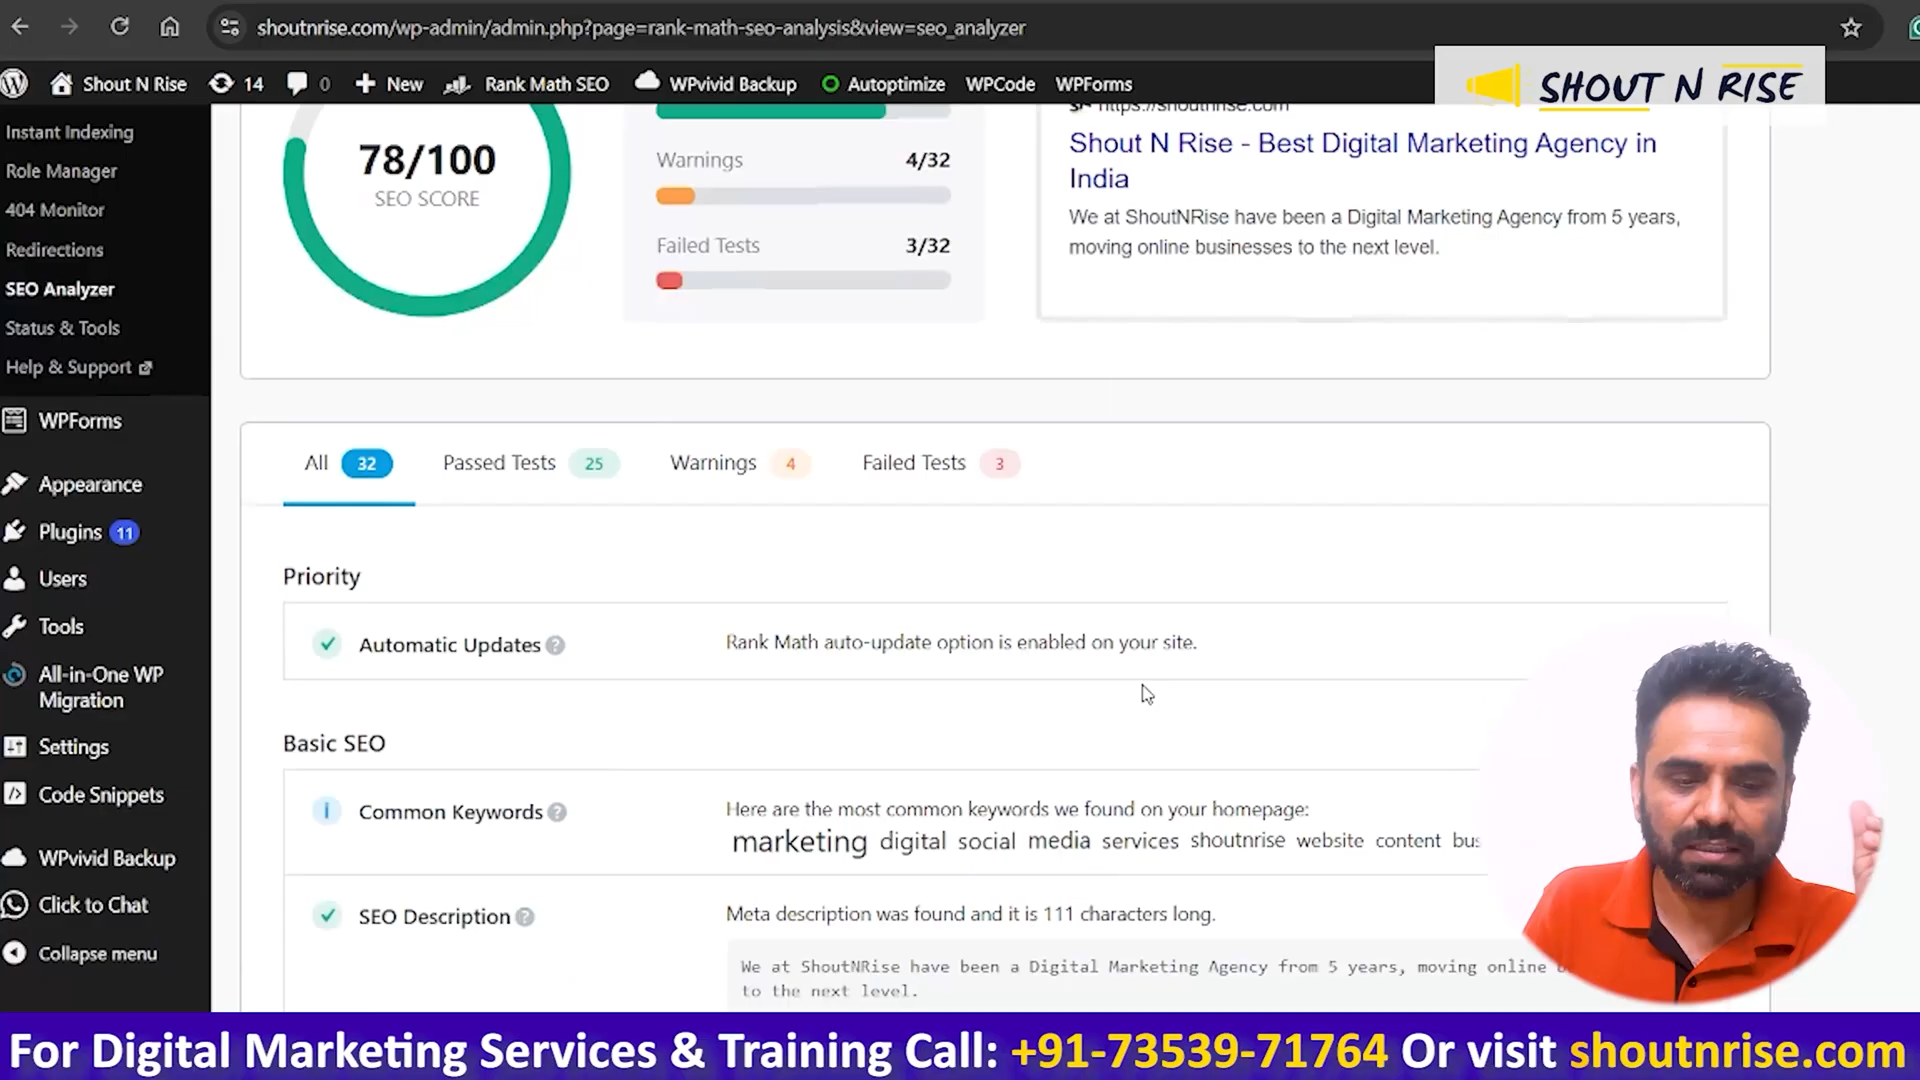 shoutnrise.com/wp-admin/admin.php?page=rank-math-seo-analysis&view=seo_analyzer
Shout N Rise 14 0 New Rank Math SEO WPvivid Backup Autoptimize WPCode WPForms
SHOUT N RISE
Instant Indexing
Role Manager
404 Monitor
Redirections
SEO Analyzer
Status & Tools
Help & Support
WPForms
Appearance
Plugins 11
Users
Tools
All-in-One WP
Migration
Settings
Code Snippets
WPvivid Backup
Click to Chat
Collapse menu
78/100
SEO SCORE
Warnings 4/32
Failed Tests 3/32
https://shoutnrise.com
Shout N Rise - Best Digital Marketing Agency in
India
We at ShoutNRise have been a Digital Marketing Agency from 5 years,
moving online businesses to the next level.
All 32 Passed Tests 25 Warnings 4 Failed Tests 3
Priority
Automatic Updates ? Rank Math auto-update option is enabled on your site.
Basic SEO
Common Keywords ? Here are the most common keywords we found on your homepage:
marketing digital social media services shoutnrise website content bus
SEO Description ? Meta description was found and it is 111 characters long.
We at ShoutNRise have been a Digital Marketing Agency from 5 years, moving online
to the next level.
For Digital Marketing Services & Training Call: +91-73539-71764 Or visit shoutnrise.com